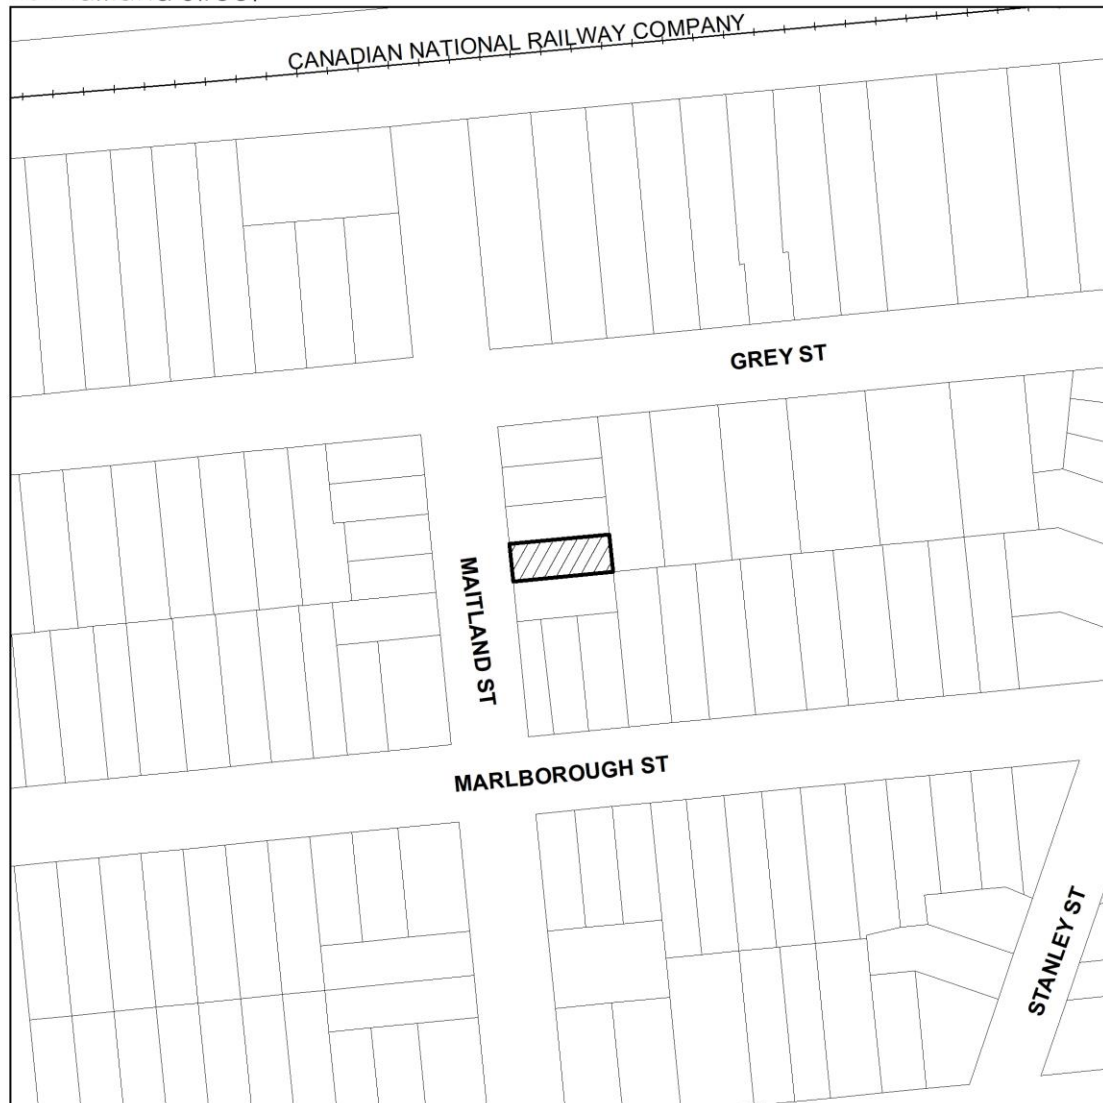 CANADIAN NATIONAL RAILWAY COMPANY
GREY ST
MAITLAND ST
MARLBOROUGH ST
STANLEY ST